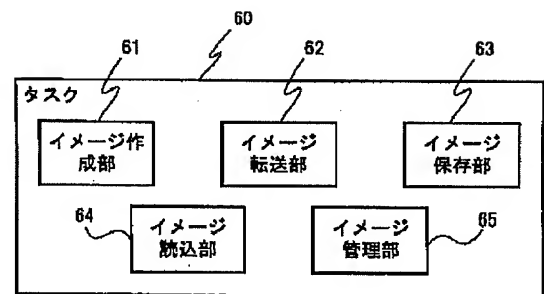 60
61
62
63
タスク
イメージ作
成部
イメージ
転送部
イメージ
保存部
64
イメージ
読込部
イメージ
管理部
65